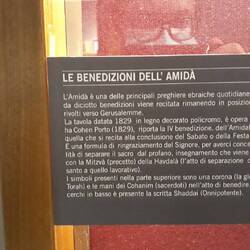 LE BENEDIZIONI DELL' AMIDÀ
L'Amidà è una delle principali preghiere ebraiche quotidiane
da diciotto benedizioni viene recitata rimanendo in posizion
rivolti verso Gerusalemme.
La tavola datata 1829 in legno decorato policromo, è opera
ha Cohen Porto (1829), riporta la IV benedizione, dell'Amidà
quella che si recita alla conclusione del Sabato o della Festa
E una formula di ringraziamento del Signore, per averci conce
lità di separare il sacro dal profano, insegnamento che viene
con la Mitzvà (precetto) della Havdalà (l'atto di separazione d
santo a quello lavorativo).
I simboli presenti nella parte superiore sono una corona (la gl
Torah) e le mani dei Cohanim (sacerdoti) nell'atto di benedire.
cerchi in basso è presente la scritta Shaddai (Onnipotente).